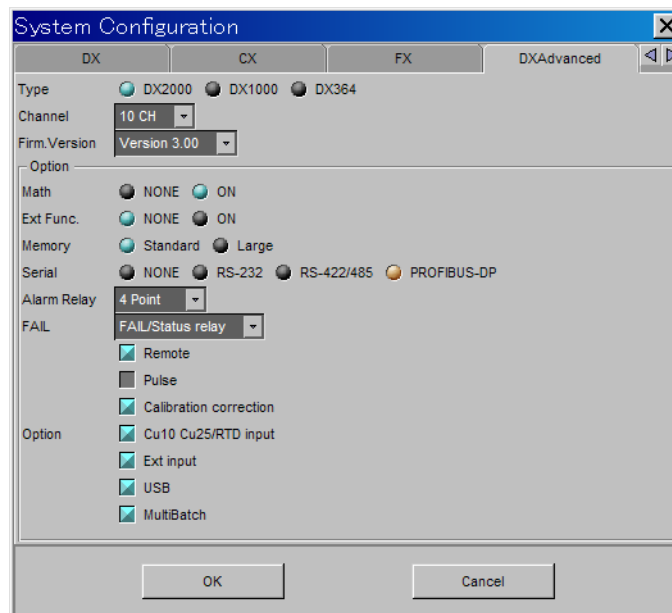 System Configuration
DX CX FX DXAdvanced
Type DX2000 DX1000 DX364
Channel 10 CH
Firm.Version Version 3.00
Option
Math NONE ON
Ext Func. NONE ON
Memory Standard Large
Serial NONE RS-232 RS-422/485 PROFIBUS-DP
Alarm Relay 4 Point
FAIL FAIL/Status relay
Remote
Pulse
Calibration correction
Option Cu10 Cu25/RTD input
Ext input
USB
MultiBatch
OK Cancel